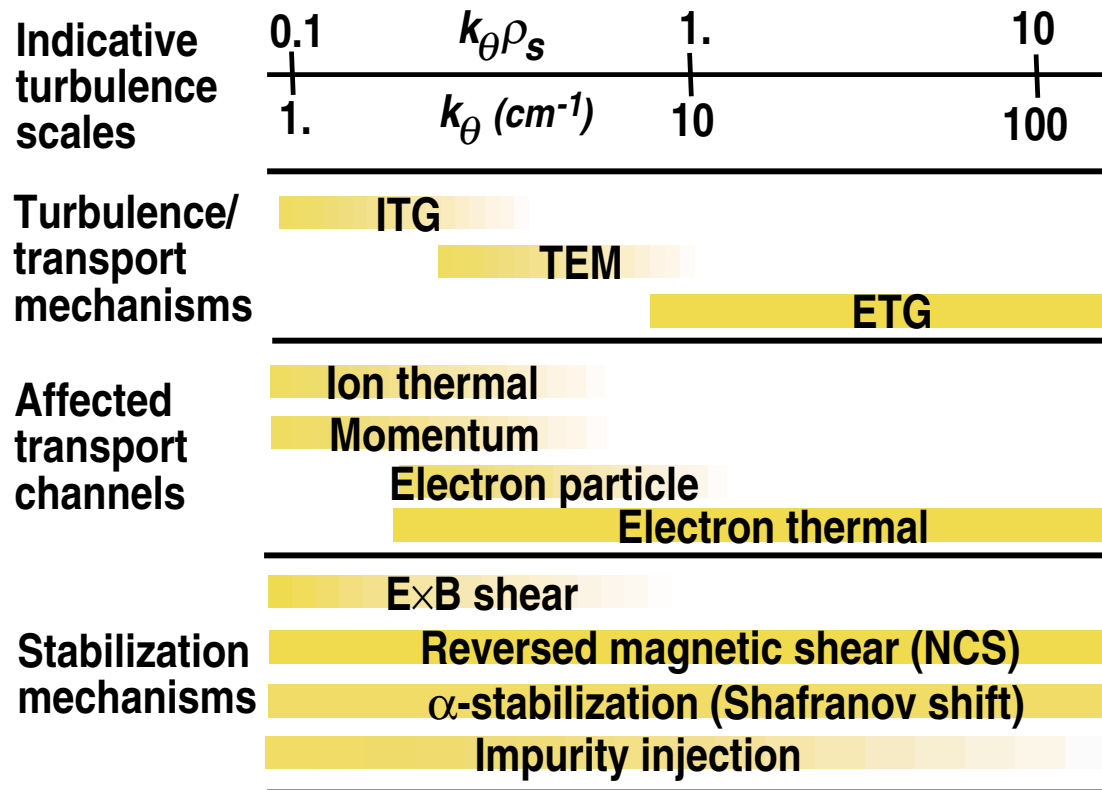 Indicative
turbulence
scales
0.1 kθρs 1. 10
1. kθ (cm-1) 10 100
Turbulence/
transport
mechanisms
ITG
TEM
ETG
Affected
transport
channels
Ion thermal
Momentum
Electron particle
Electron thermal
Stabilization
mechanisms
E×B shear
Reversed magnetic shear (NCS)
α-stabilization (Shafranov shift)
Impurity injection